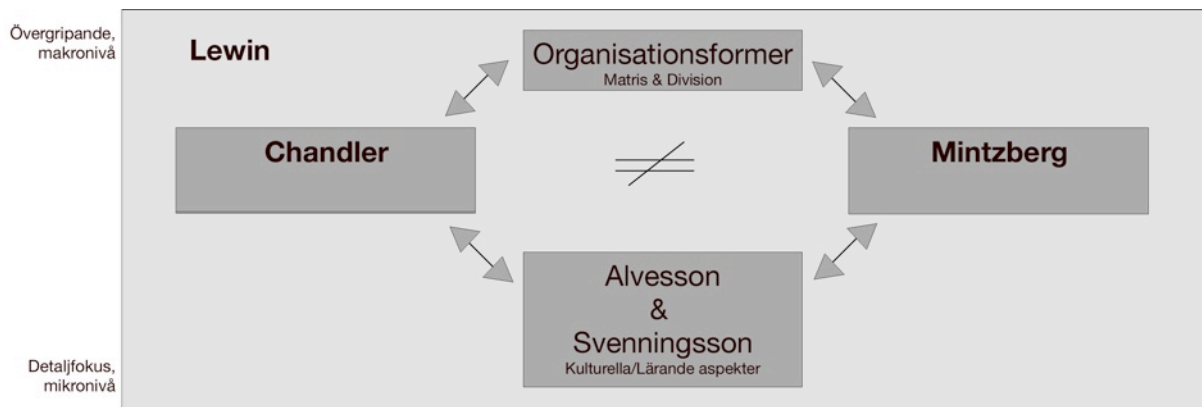 Övergripande,
makronivå
Lewin
Organisationsformer
Matris & Division
Chandler
≠
Mintzberg
Alvesson
&
Svenningsson
Kulturella/Lärande aspekter
Detaljfokus,
mikronivå